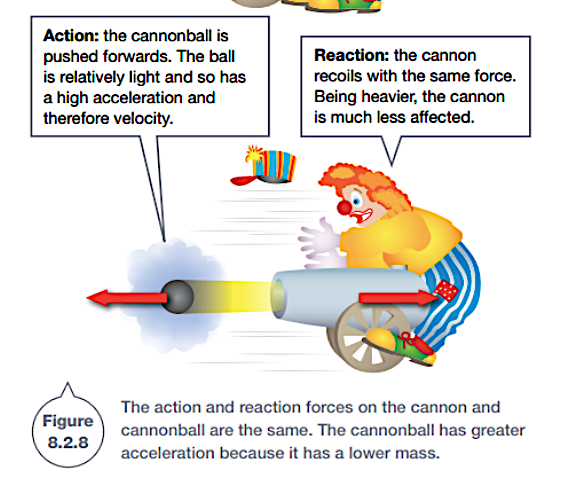 Action: the cannonball is
pushed forwards. The ball
is relatively light and so has
a high acceleration and
therefore velocity.
Reaction: the cannon
recoils with the same force.
Being heavier, the cannon
is much less affected.
Figure
8.2.8
The action and reaction forces on the cannon and
cannonball are the same. The cannonball has greater
acceleration because it has a lower mass.